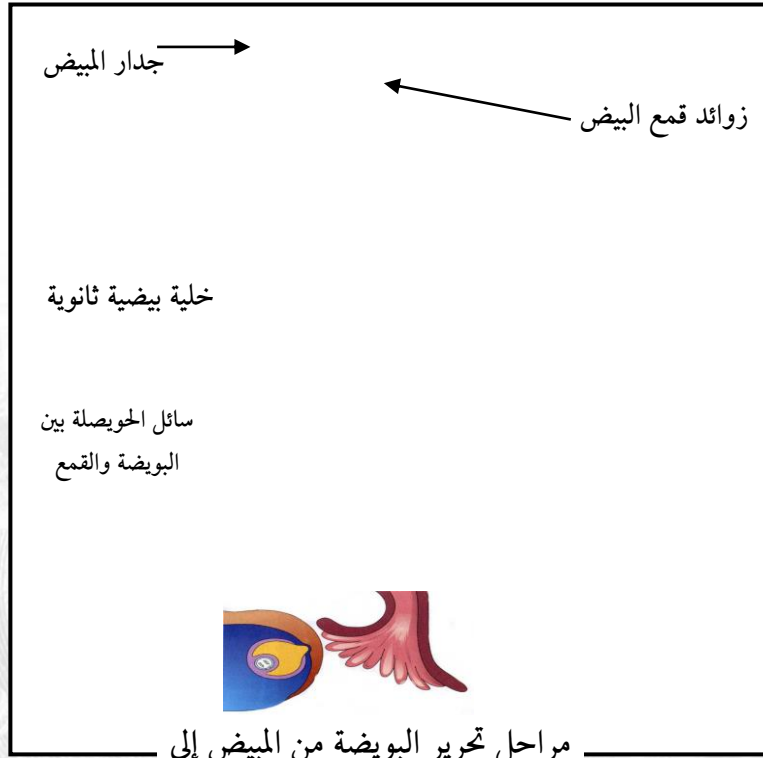 جدار المبيض
زوائد قمع البيض
خلية بيضية ثانوية
سائل الحويصلة بين
البويضة والقمع
مراحل تحرير البويضة من المبيض إلى